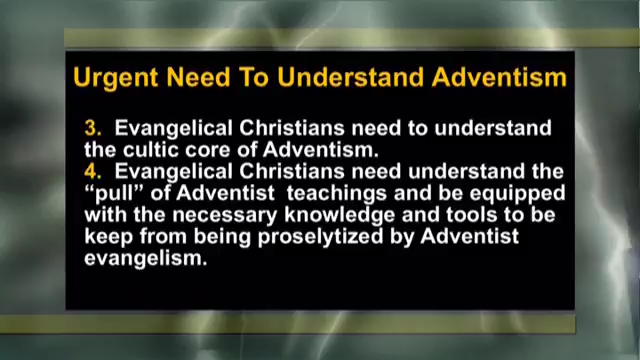 Urgent Need To Understand Adventism
3. Evangelical Christians need to understand
the cultic core of Adventism.
4. Evangelical Christians need understand the
“pull” of Adventist teachings and be equipped
with the necessary knowledge and tools to be
keep from being proselytized by Adventist
evangelism.